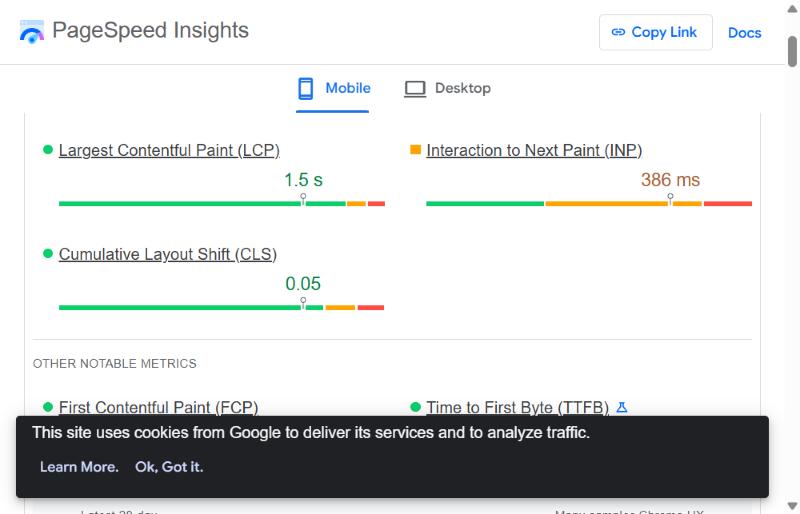 PageSpeed Insights
Copy Link
Docs
Mobile
Desktop
Largest Contentful Paint (LCP)
Interaction to Next Paint (INP)
1.5 s
386 ms
Cumulative Layout Shift (CLS)
0.05
OTHER NOTABLE METRICS
First Contentful Paint (FCP)
Time to First Byte (TTFB)
This site uses cookies from Google to deliver its services and to analyze traffic.
Learn More.
Ok, Got it.
Latest 28-day